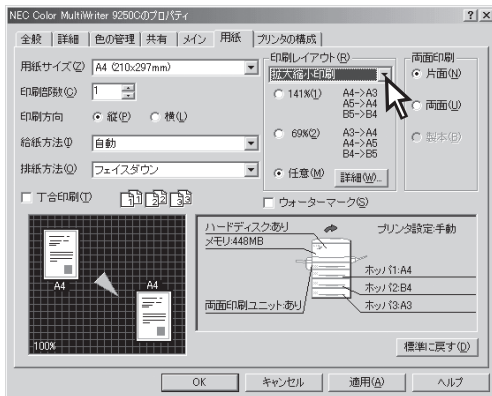 NEC Color MultiWriter 9250Cのプロパティ
全般 詳細 色の管理 共有 メイン 用紙 プリンタの構成
用紙サイズ(Z) A4 (210x297mm)
印刷部数(C) 1
印刷方向 縦(P) 横(L)
給紙方法(I) 自動
排紙方法(O) フェイスダウン
丁合印刷(T) 1 1 2 2 3 3
印刷レイアウト(R)
拡大縮小印刷
141%(1) A4->A3
A5->A4
B5->B4
69%(2) A3->A4
A4->A5
B4->B5
任意(M) 詳細(W)...
両面印刷
片面(N)
両面(U)
製本(B)
ウォーターマーク(S)
A4
A4
100%
ハードディスク:あり
メモリ:448MB
プリンタ設定:手動
ホッパ1:A4
ホッパ2:B4
ホッパ3:A3
両面印刷ユニット:あり
標準に戻す(D)
OK キャンセル 適用(A) ヘルプ